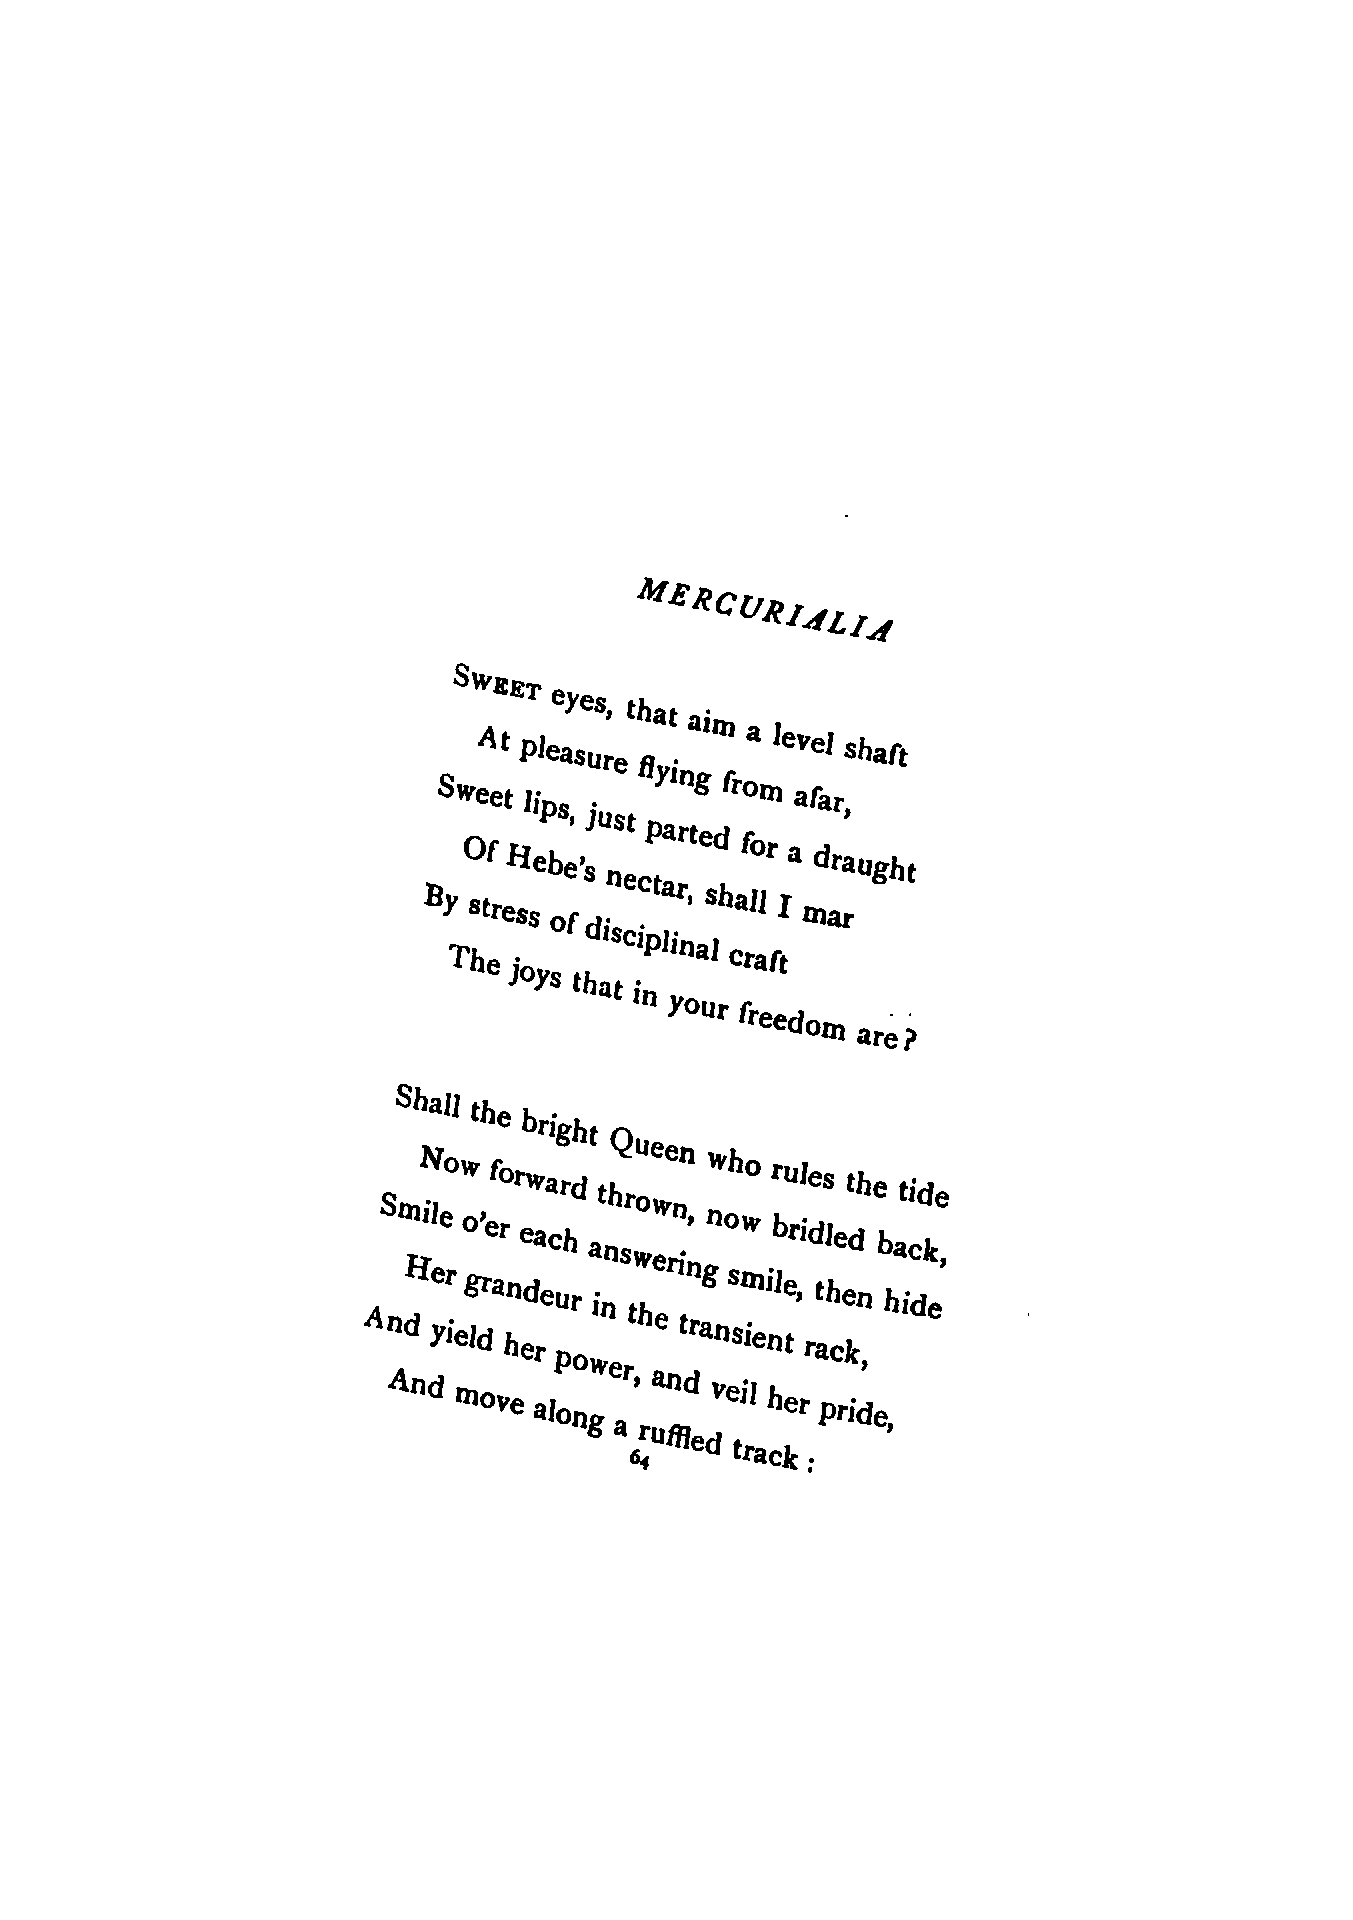 MERCURIALIA
SWEET eyes, that aim a level shaft
At pleasure flying from afar,
Sweet lips, just parted for a draught
Of Hebe's nectar, shall I mar
By stress of disciplinal craft
The joys that in your freedom are?
Shall the bright Queen who rules the tide
Now forward thrown, now bridled back,
Smile o'er each answering smile, then hide
Her grandeur in the transient rack,
And yield her power, and veil her pride,
And move along a ruffled track :
64